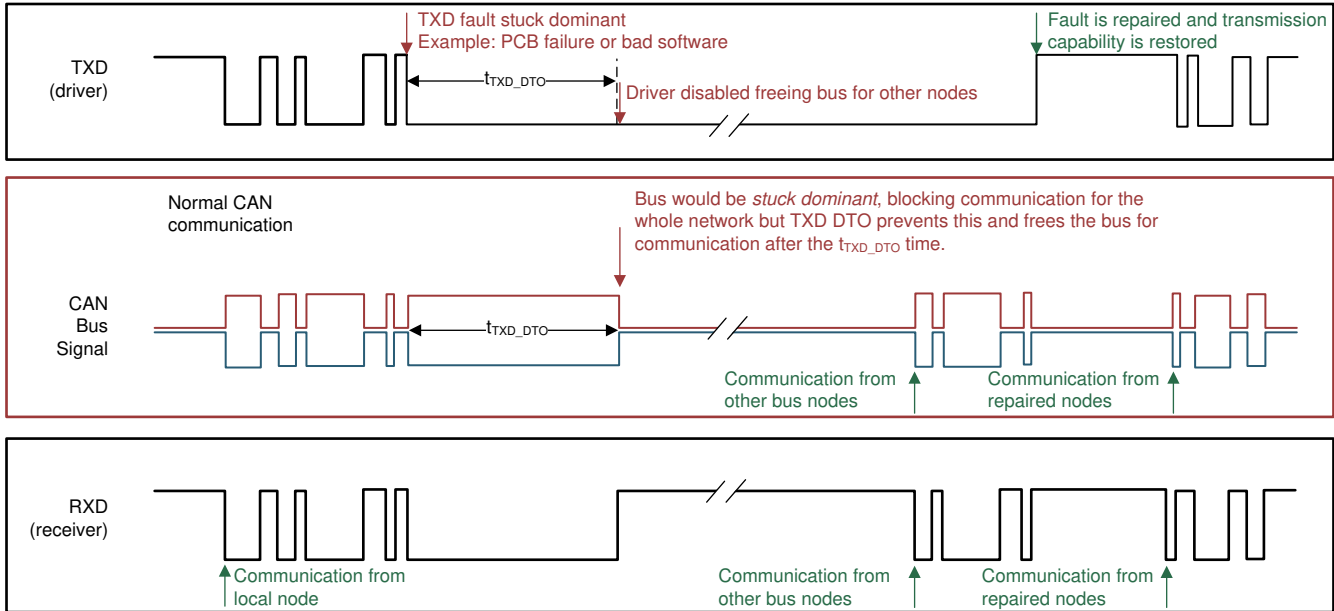 TXD fault stuck dominant
Example: PCB failure or bad software
Fault is repaired and transmission
capability is restored
TXD
(driver)
tTXD_DTO
Driver disabled freeing bus for other nodes
Normal CAN
communication
Bus would be stuck dominant, blocking communication for the
whole network but TXD DTO prevents this and frees the bus for
communication after the tTXD_DTO time.
CAN
Bus
Signal
tTXD_DTO
Communication from
other bus nodes
Communication from
repaired nodes
RXD
(receiver)
Communication from
local node
Communication from
other bus nodes
Communication from
repaired nodes